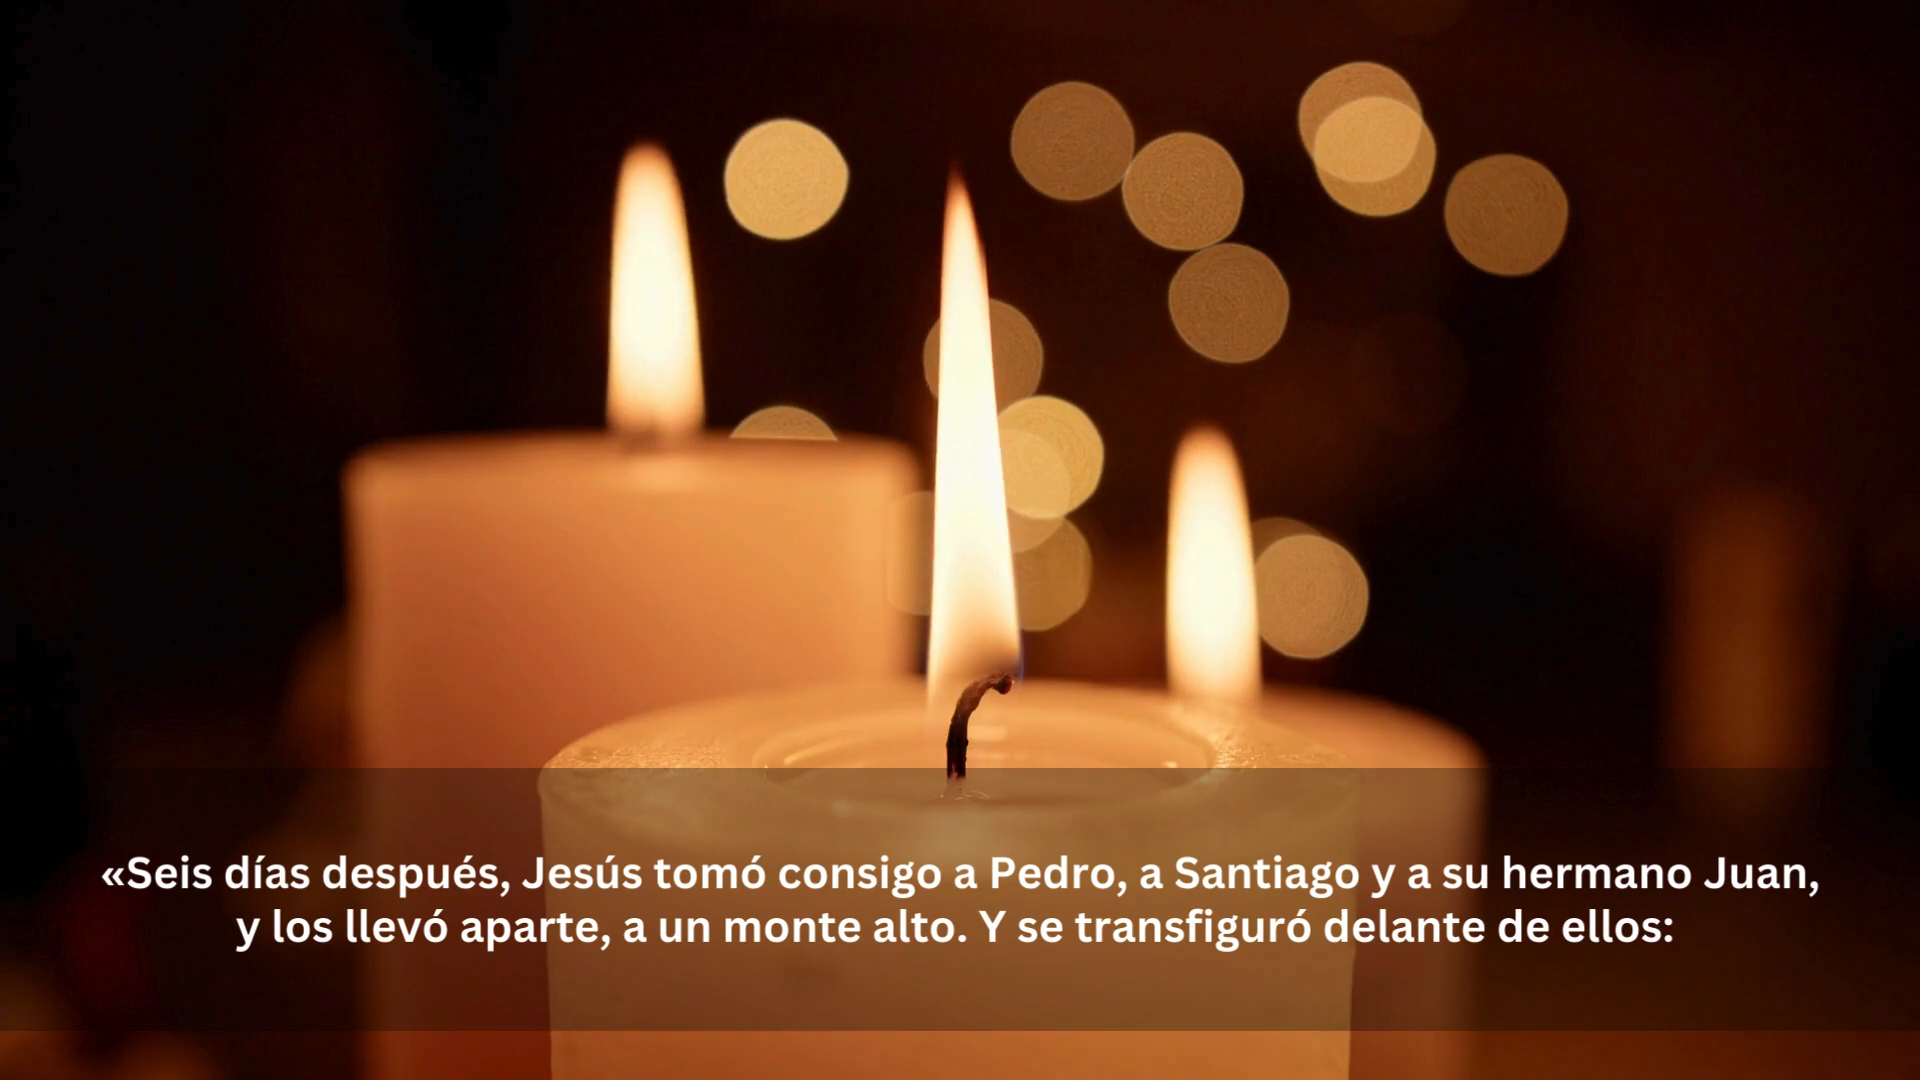 «Seis días después, Jesús tomó consigo a Pedro, a Santiago y a su hermano Juan,
y los llevó aparte, a un monte alto. Y se transfiguró delante de ellos: